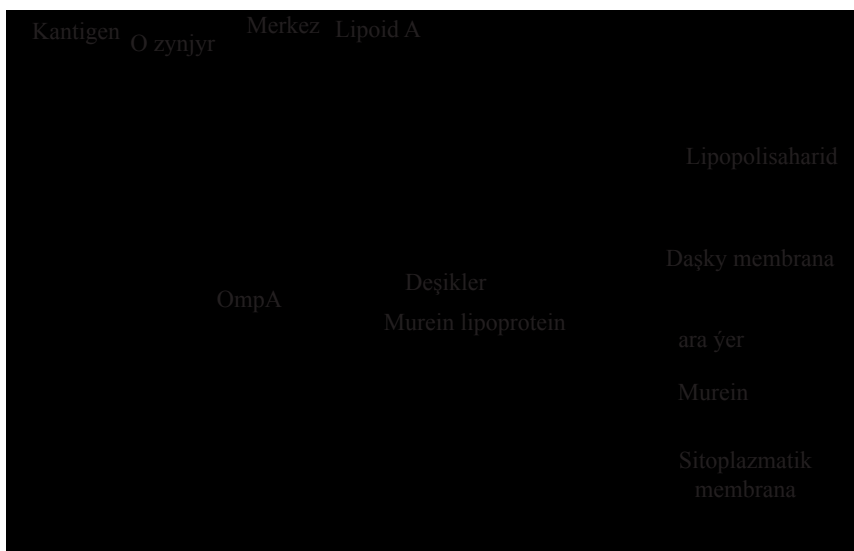 Kantigen
O zynjyr
Merkez
Lipoid A
Lipopolisaharid
Daşky membrana
Deşikler
OmpA
Murein lipoprotein
ara ýer
Murein
Sitoplazmatik
membrana